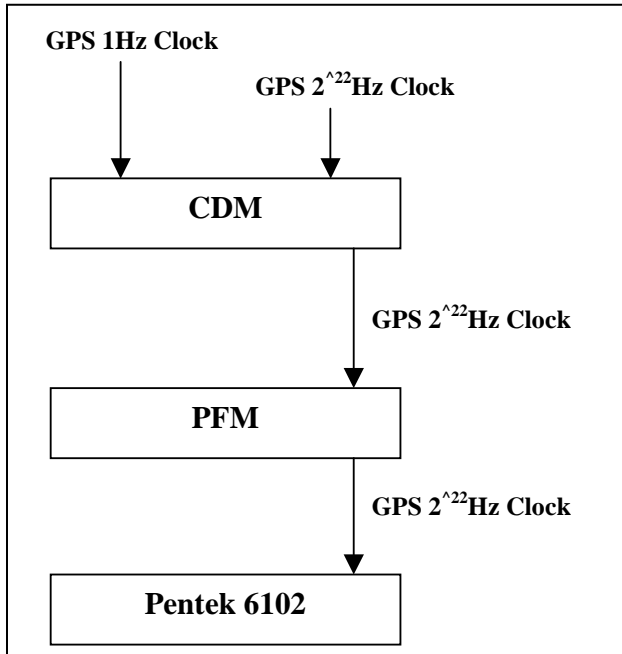 GPS 1Hz Clock
GPS 2^22Hz Clock
CDM
GPS 2^22Hz Clock
PFM
GPS 2^22Hz Clock
Pentek 6102